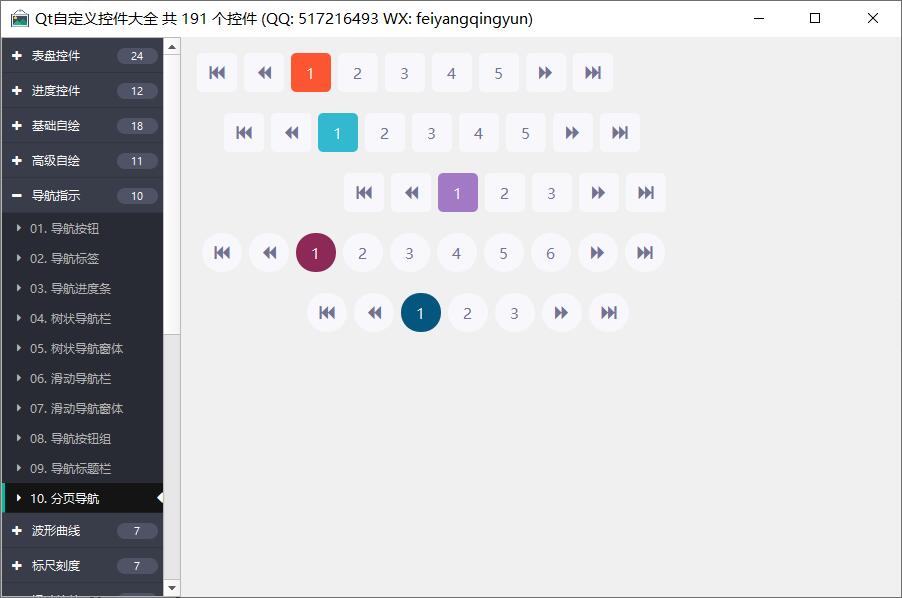 Qt自定义控件大全 共 191 个控件 (QQ: 517216493 WX: feiyangqingyun)
表盘控件 24
进度控件 12
基础自绘 18
高级自绘 11
导航指示 10
01. 导航按钮
02. 导航标签
03. 导航进度条
04. 树状导航栏
05. 树状导航窗体
06. 滑动导航栏
07. 滑动导航窗体
08. 导航按钮组
09. 导航标题栏
10. 分页导航
波形曲线 7
标尺刻度 7
1 2 3 4 5
1 2 3 4 5
1 2 3
1 2 3 4 5 6
1 2 3